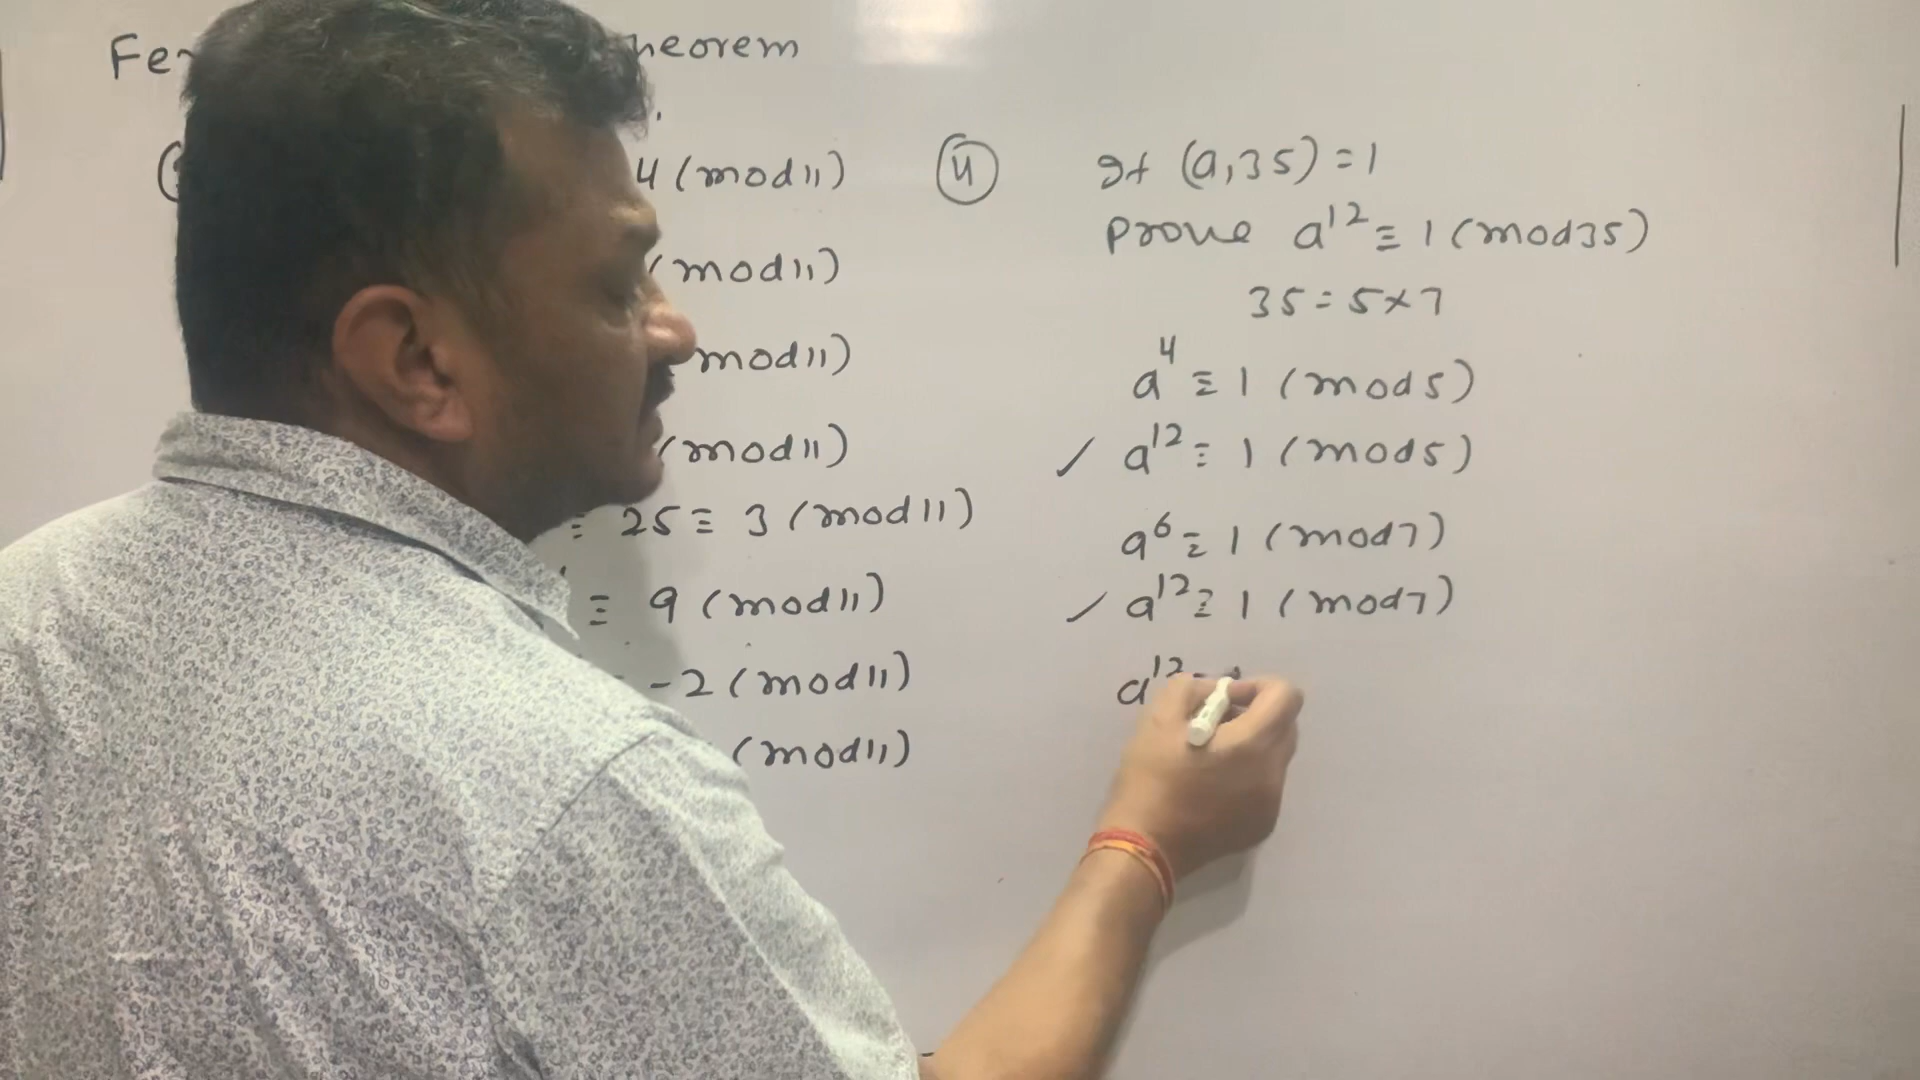 heorem
4 (mod 11)
(mod 11)
mod 11)
(mod 11)
≡ 25 ≡ 3 (mod 11)
≡ 9 (mod 11)
-2 (mod 11)
(mod 11)
(4) If (a,35)=1
prove a¹² ≡ 1 (mod 35)
35 = 5×7
a⁴ ≡ 1 (mod 5)
✓ a¹² ≡ 1 (mod 5)
a⁶ ≡ 1 (mod 7)
✓ a¹² ≡ 1 (mod 7)
a¹²